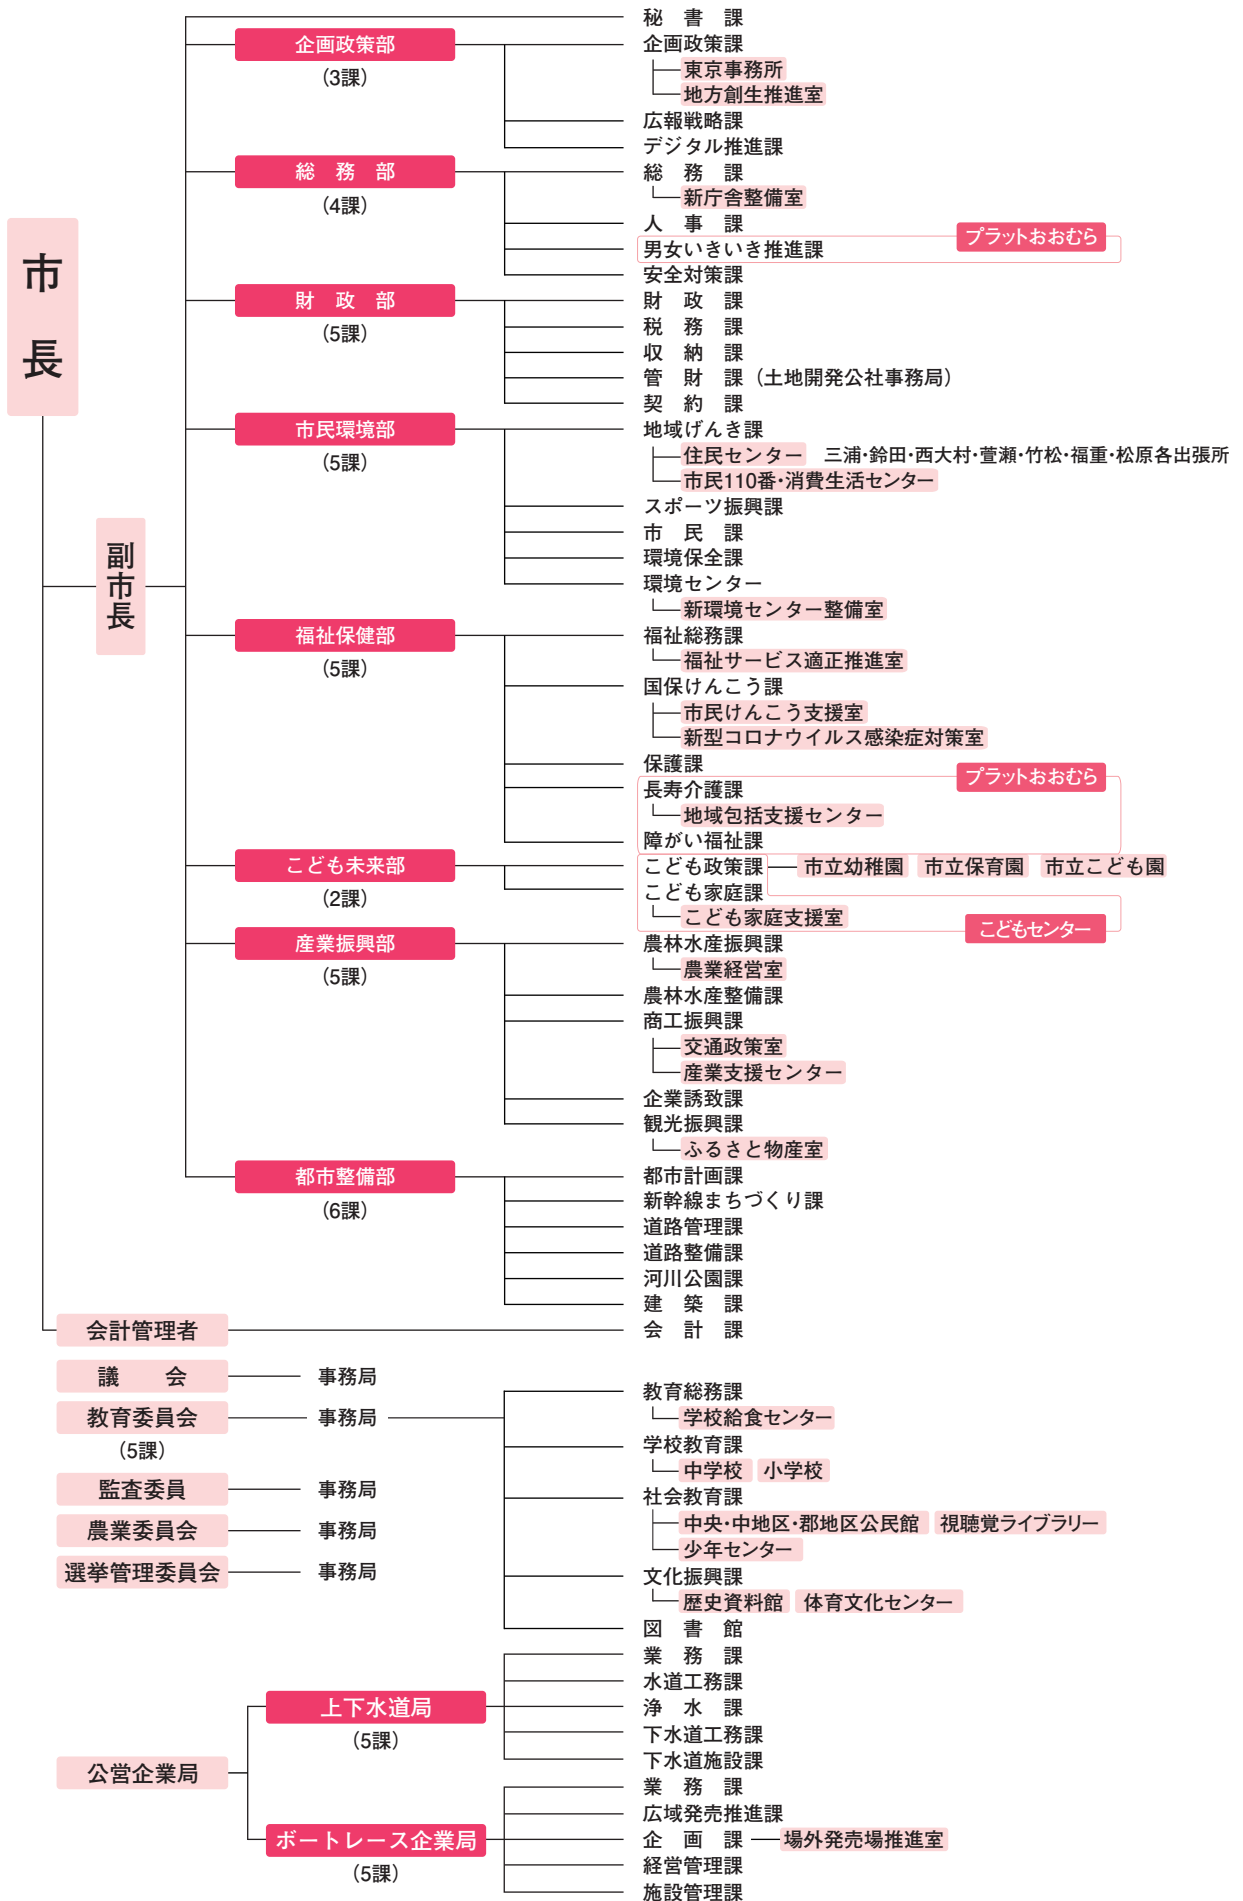 市長
副市長
秘書課
企画政策部
(3課)
企画政策課
東京事務所
地方創生推進室
広報戦略課
デジタル推進課
総務部
(4課)
総務課
新庁舎整備室
人事課
プラットおおむら
男女いきいき推進課
安全対策課
財政部
(5課)
財政課
税務課
収納課
管財課（土地開発公社事務局）
契約課
市民環境部
(5課)
地域げんき課
住民センター 三浦・鈴田・西大村・萱瀬・竹松・福重・松原各出張所
市民110番・消費生活センター
スポーツ振興課
市民課
環境保全課
環境センター
新環境センター整備室
福祉保健部
(5課)
福祉総務課
福祉サービス適正推進室
国保けんこう課
市民けんこう支援室
新型コロナウイルス感染症対策室
保護課
プラットおおむら
長寿介護課
地域包括支援センター
障がい福祉課
こども未来部
(2課)
こども政策課 市立幼稚園 市立保育園 市立こども園
こども家庭課
こども家庭支援室
こどもセンター
産業振興部
(5課)
農林水産振興課
農業経営室
農林水産整備課
商工振興課
交通政策室
産業支援センター
企業誘致課
観光振興課
ふるさと物産室
都市整備部
(6課)
都市計画課
新幹線まちづくり課
道路管理課
道路整備課
河川公園課
建築課
会計管理者
会計課
議会 事務局
教育委員会 事務局
(5課)
教育総務課
学校給食センター
学校教育課
中学校 小学校
社会教育課
中央・中地区・郡地区公民館 視聴覚ライブラリー
少年センター
文化振興課
歴史資料館 体育文化センター
図書館
監査委員 事務局
農業委員会 事務局
選挙管理委員会 事務局
公営企業局
上下水道局
(5課)
業務課
水道工務課
浄水課
下水道工務課
下水道施設課
ボートレース企業局
(5課)
業務課
広域発売推進課
企画課 場外発売場推進室
経営管理課
施設管理課